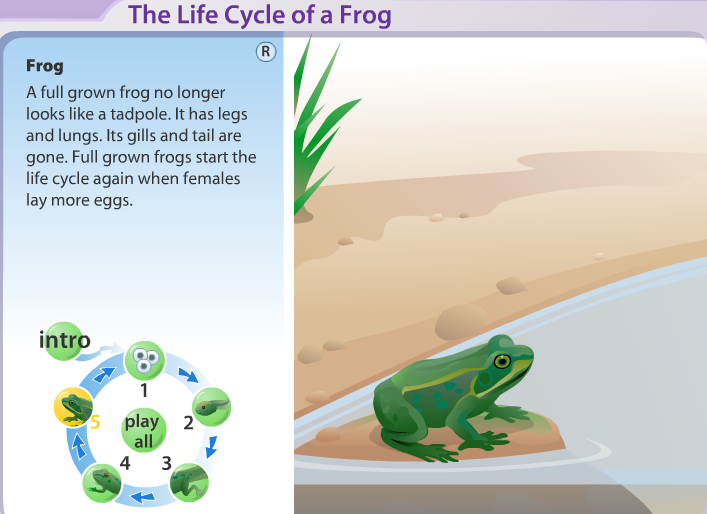 The Life Cycle of a Frog
R
Frog
A full grown frog no longer
looks like a tadpole. It has legs
and lungs. Its gills and tail are
gone. Full grown frogs start the
life cycle again when females
lay more eggs.
intro
1
5
play
all
2
4
3